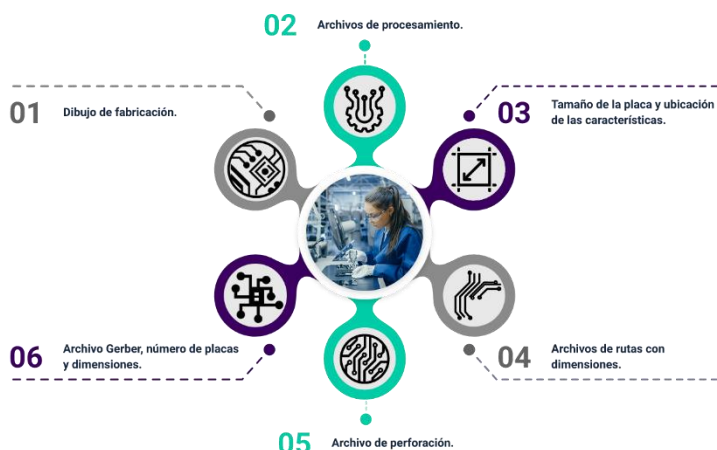 01
Dibujo de fabricación.
02
Archivos de procesamiento.
03
Tamaño de la placa y ubicación
de las características.
04
Archivos de rutas con
dimensiones.
05
Archivo de perforación.
06
Archivo Gerber, número de placas
y dimensiones.